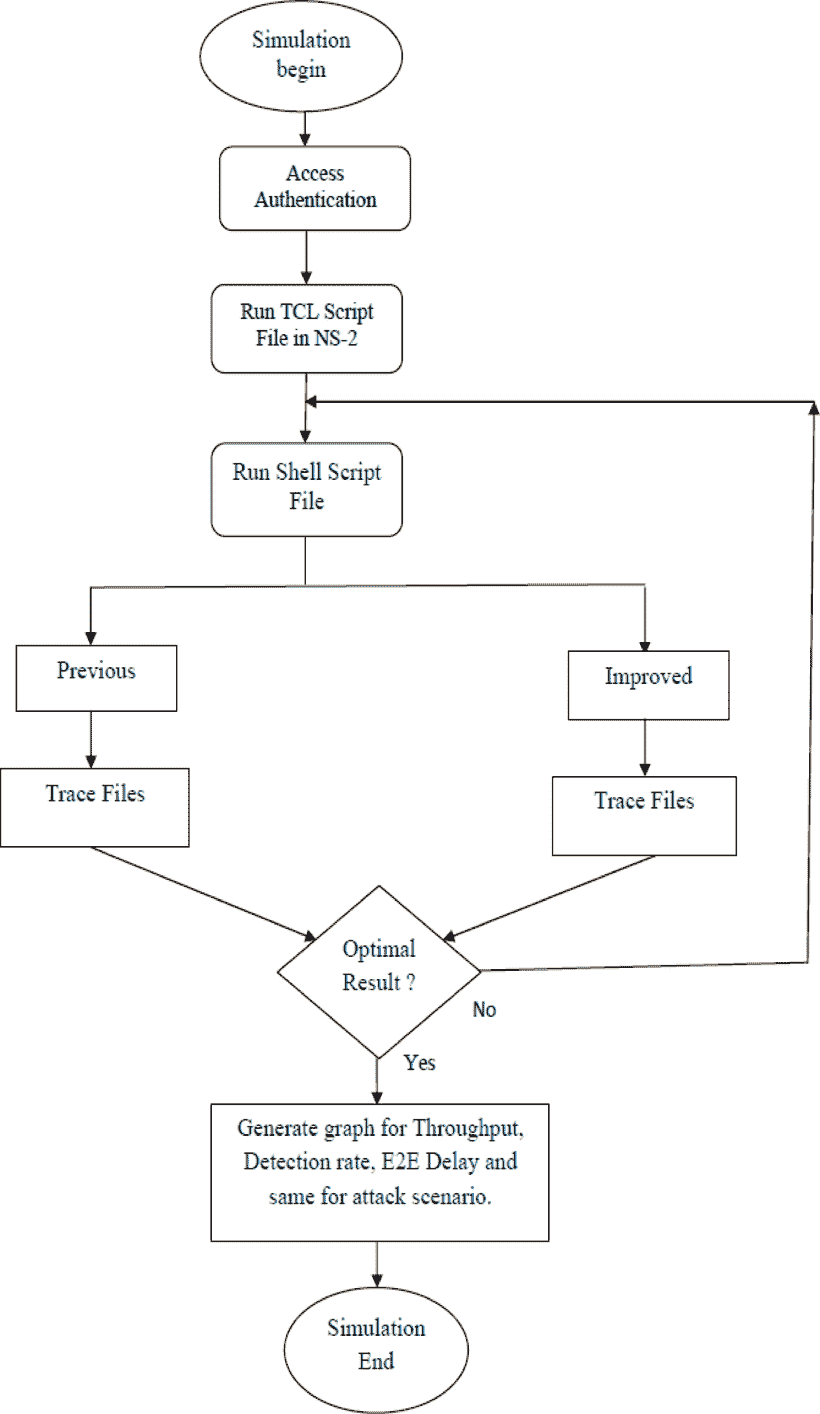 Simulation
begin
Access
Authentication
Run TCL Script
File in NS-2
Run Shell Script
File
Previous
Improved
Trace Files
Trace Files
Optimal
Result ?
No
Yes
Generate graph for Throughput,
Detection rate, E2E Delay and
same for attack scenario.
Simulation
End